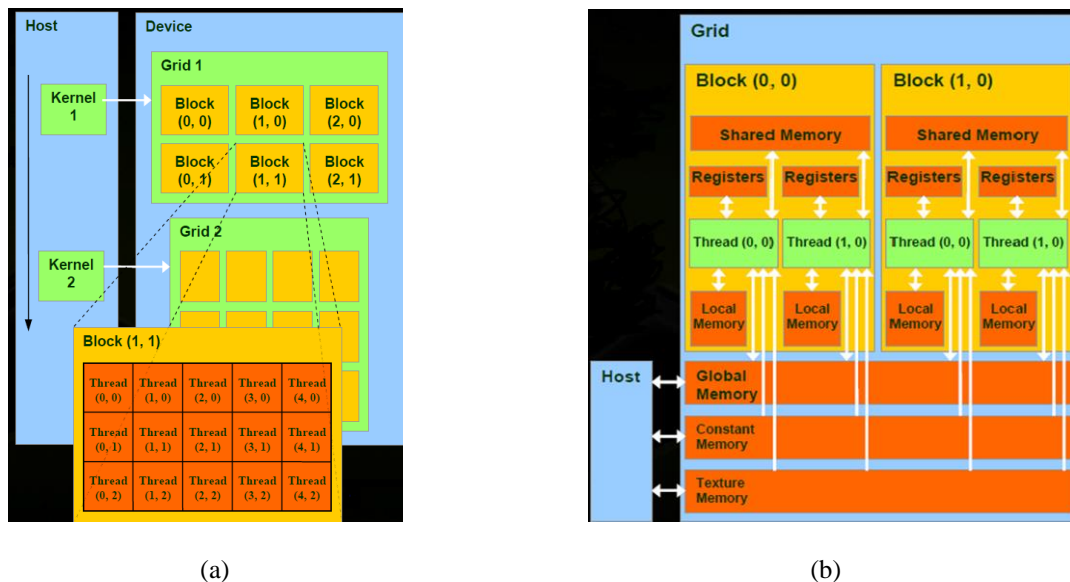 Host
Device
Grid 1
Kernel
1
Block
(0, 0)
Block
(1, 0)
Block
(2, 0)
Block
(0, 1)
Block
(1, 1)
Block
(2, 1)
Grid 2
Kernel
2
Block (1, 1)
Thread
(0, 0)
Thread
(1, 0)
Thread
(2, 0)
Thread
(3, 0)
Thread
(4, 0)
Thread
(0, 1)
Thread
(1, 1)
Thread
(2, 1)
Thread
(3, 1)
Thread
(4, 1)
Thread
(0, 2)
Thread
(1, 2)
Thread
(2, 2)
Thread
(3, 2)
Thread
(4, 2)
(a)
Grid
Block (0, 0)
Shared Memory
Registers
Registers
Thread (0, 0)
Thread (1, 0)
Local
Memory
Local
Memory
Block (1, 0)
Shared Memory
Registers
Registers
Thread (0, 0)
Thread (1, 0)
Local
Memory
Local
Memory
Host
Global
Memory
Constant
Memory
Texture
Memory
(b)